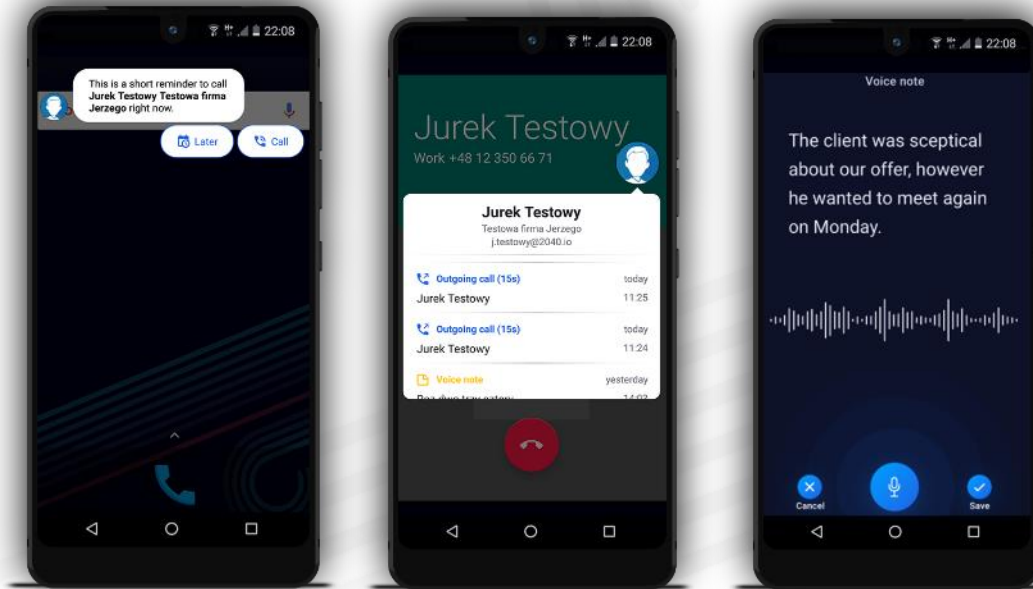 22:08
This is a short reminder to call
Jurek Testowy Testowa firma
Jerzego right now.
Later
Call
22:08
Jurek Testowy
Work +48 12 350 66 71
Jurek Testowy
Testowa firma Jerzego
j.testowy@2040.io
Outgoing call (15s) today
Jurek Testowy 11:25
Outgoing call (15s) today
Jurek Testowy 11:24
Voice note yesterday
22:08
Voice note
The client was sceptical
about our offer, however
he wanted to meet again
on Monday.
Cancel
Save